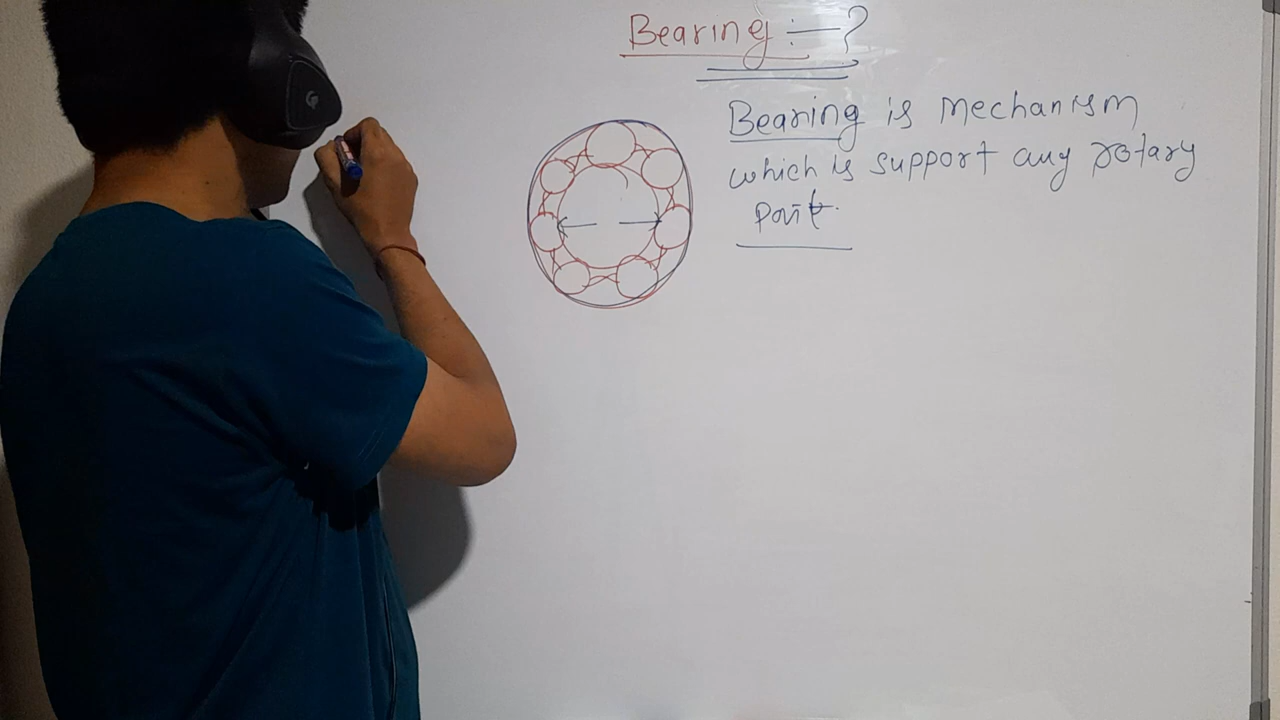 Bearing :—?
Bearing is Mechanism
which is support any rotary
Part.